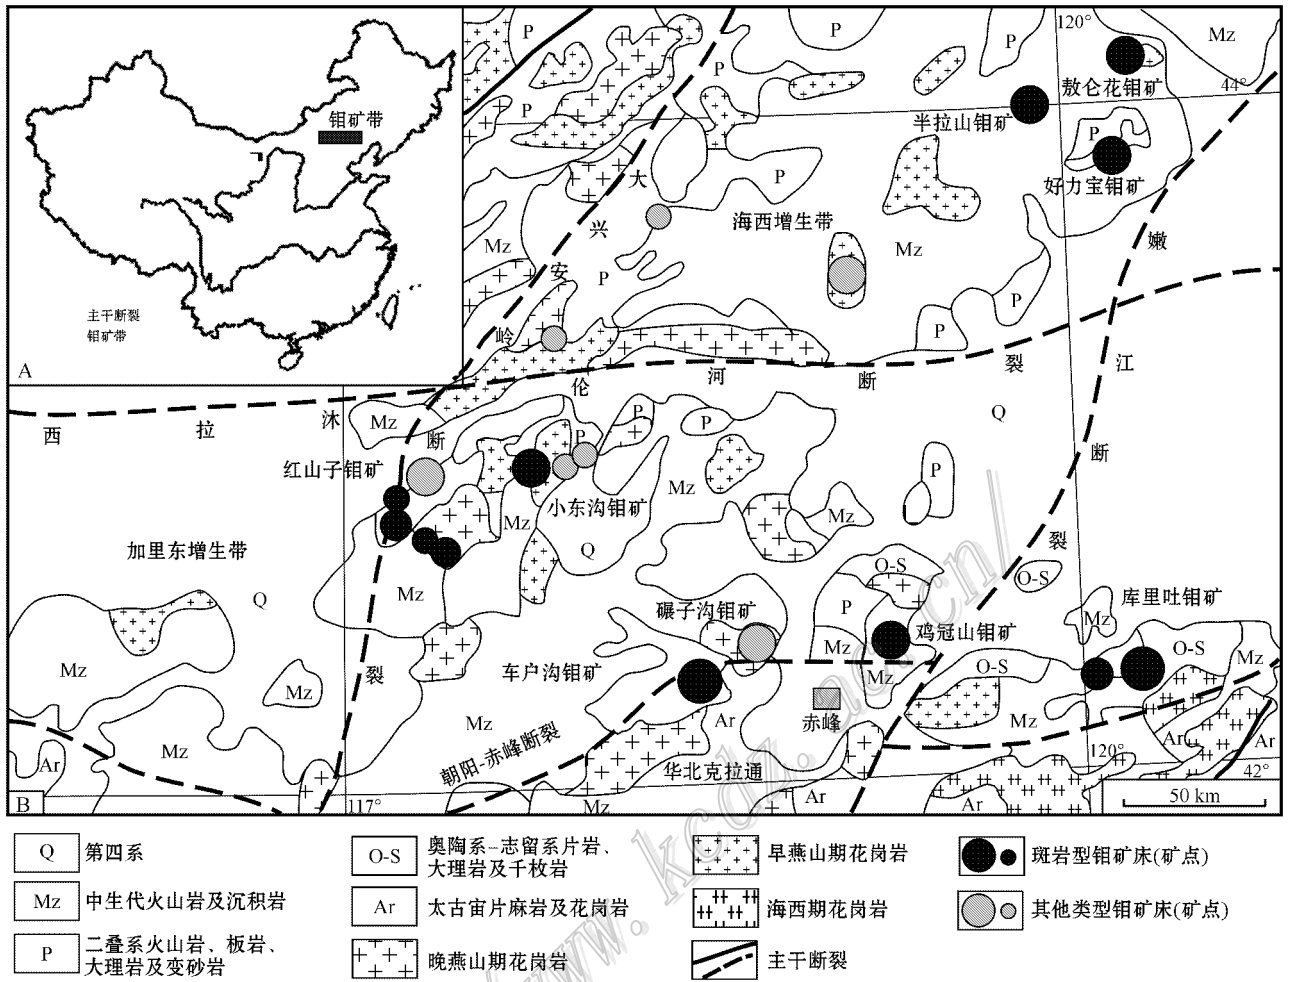 钼矿带
主干断裂
钼矿带
A
P
P
P
120°
Mz
敖仑花钼矿
44°
P
半拉山钼矿
P
P
好力宝钼矿
大
P
兴
海西增生带
嫩
Mz
Mz
安
P
P
岭
P
裂
江
西
拉
沐
伦
河
断
Mz
断
P
P
P
Q
红山子钼矿
断
P
Mz
小东沟钼矿
Mz
Mz
加里东增生带
Q
裂
O-S
O-S
Q
Mz
碾子沟钼矿
P
库里吐钼矿
Mz
鸡冠山钼矿
Mz
O-S
O-S
Mz
Mz
Mz
裂
车户沟钼矿
Mz
Mz
Ar
赤峰
Mz
Mz
朝阳-赤峰断裂
Ar
Ar
Ar
华北克拉通
120°
42°
B
117°
Mz
Ar
Ar
50 km
Q
第四系
Mz
中生代火山岩及沉积岩
P
二叠系火山岩、板岩、
大理岩及变砂岩
O-S
奥陶系-志留系片岩、
大理岩及千枚岩
Ar
太古宙片麻岩及花岗岩
晚燕山期花岗岩
早燕山期花岗岩
海西期花岗岩
主干断裂
斑岩型钼矿床(矿点)
其他类型钼矿床(矿点)